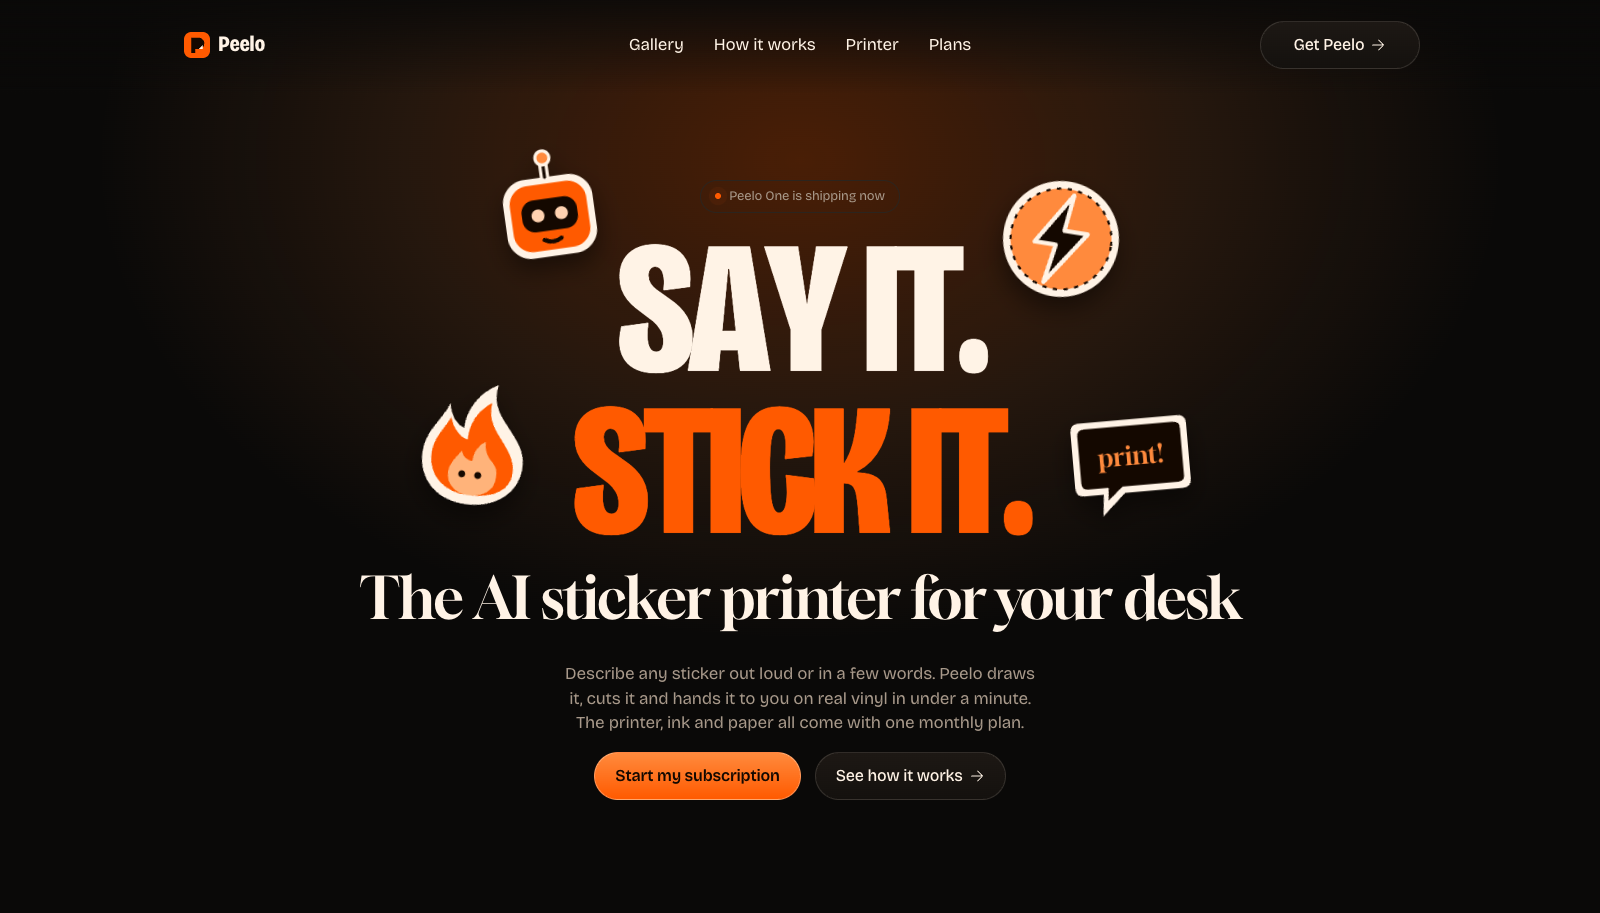 Peelo
Gallery
How it works
Printer
Plans
Get Peelo →
Peelo One is shipping now
SAY IT.
STICK IT.
print!
The AI sticker printer for your desk
Describe any sticker out loud or in a few words. Peelo draws
it, cuts it and hands it to you on real vinyl in under a minute.
The printer, ink and paper all come with one monthly plan.
Start my subscription
See how it works →